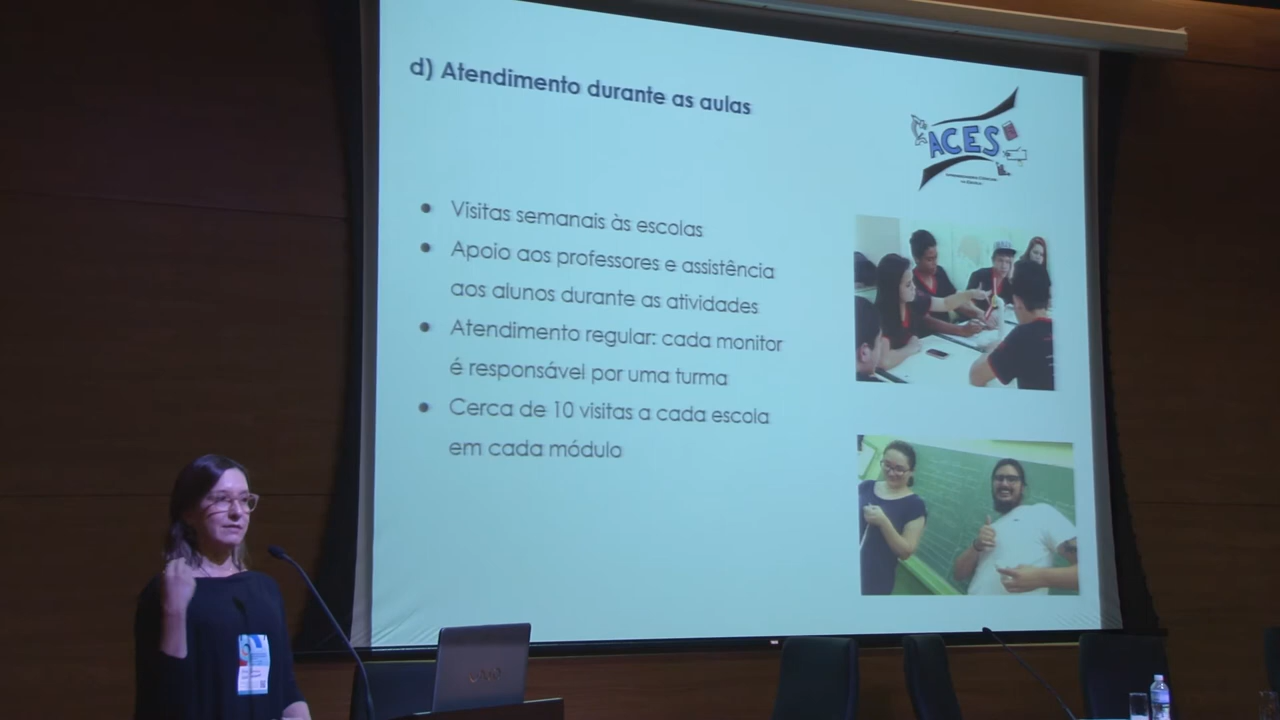 d) Atendimento durante as aulas
ACES
• Visitas semanais às escolas
• Apoio aos professores e assistência
aos alunos durante as atividades
• Atendimento regular: cada monitor
é responsável por uma turma
• Cerca de 10 visitas a cada escola
em cada módulo
VAIO